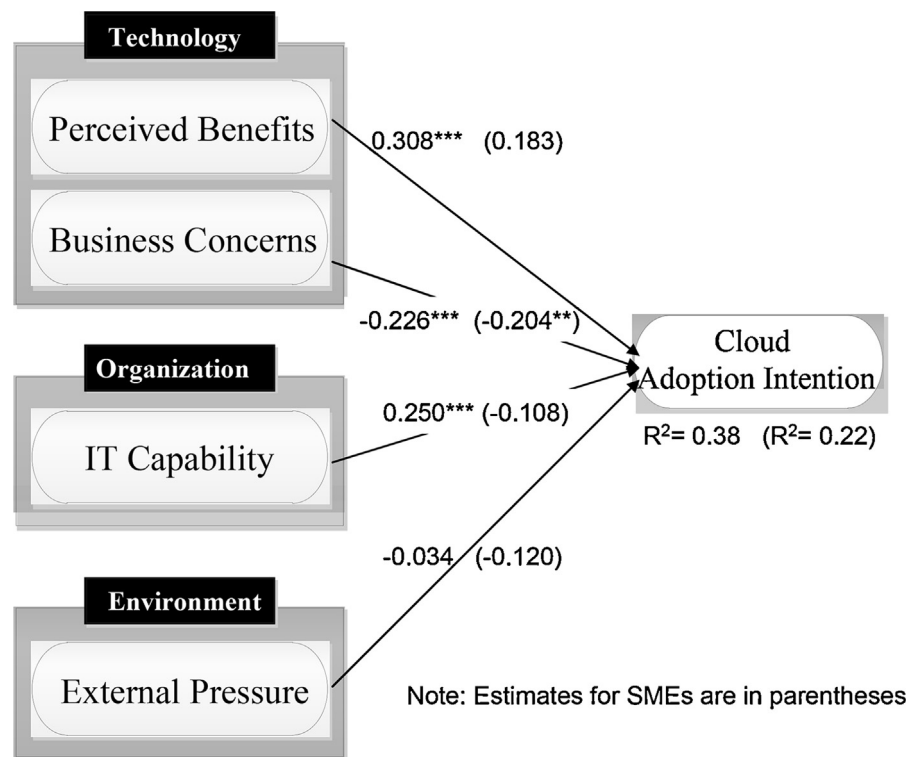 Technology
Perceived Benefits
0.308*** (0.183)
Business Concerns
-0.226*** (-0.204**)
Cloud
Adoption Intention
R²= 0.38 (R²= 0.22)
Organization
0.250*** (-0.108)
IT Capability
-0.034 (-0.120)
Environment
External Pressure
Note: Estimates for SMEs are in parentheses